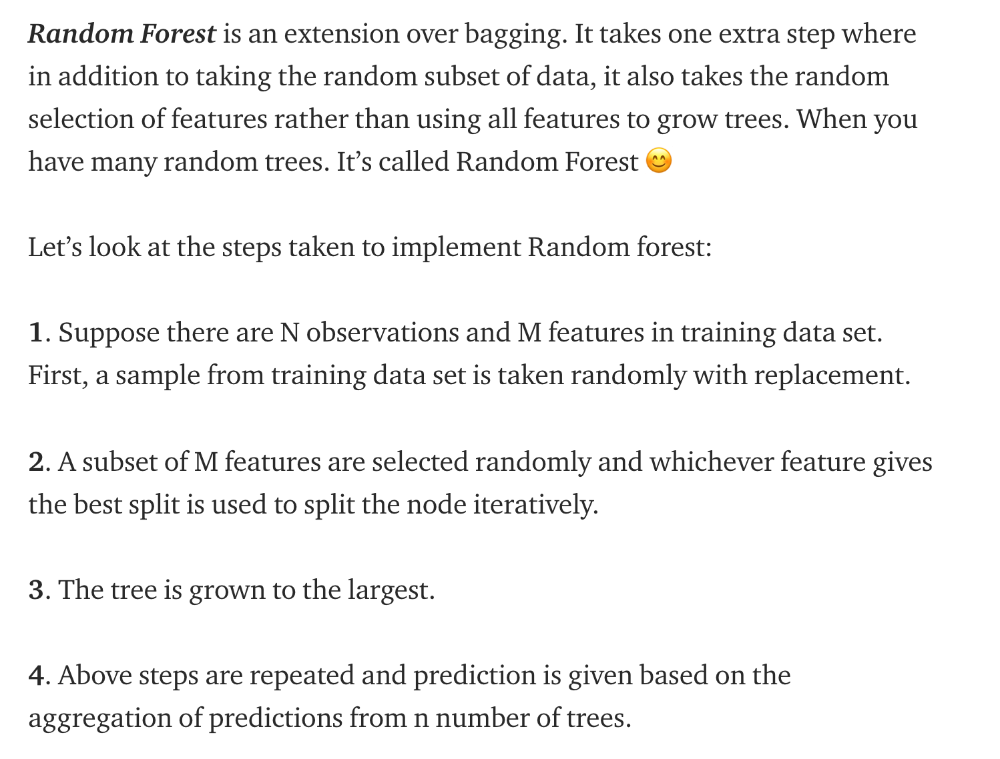 Random Forest is an extension over bagging. It takes one extra step where
in addition to taking the random subset of data, it also takes the random
selection of features rather than using all features to grow trees. When you
have many random trees. It’s called Random Forest 😊
Let’s look at the steps taken to implement Random forest:
1. Suppose there are N observations and M features in training data set.
First, a sample from training data set is taken randomly with replacement.
2. A subset of M features are selected randomly and whichever feature gives
the best split is used to split the node iteratively.
3. The tree is grown to the largest.
4. Above steps are repeated and prediction is given based on the
aggregation of predictions from n number of trees.